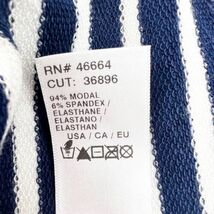 RN# 46664
CUT: 36896
94% MODAL
6% SPANDEX/
ELASTHANE/
ELASTANO/
ELASTHAN
USA / CA / EU